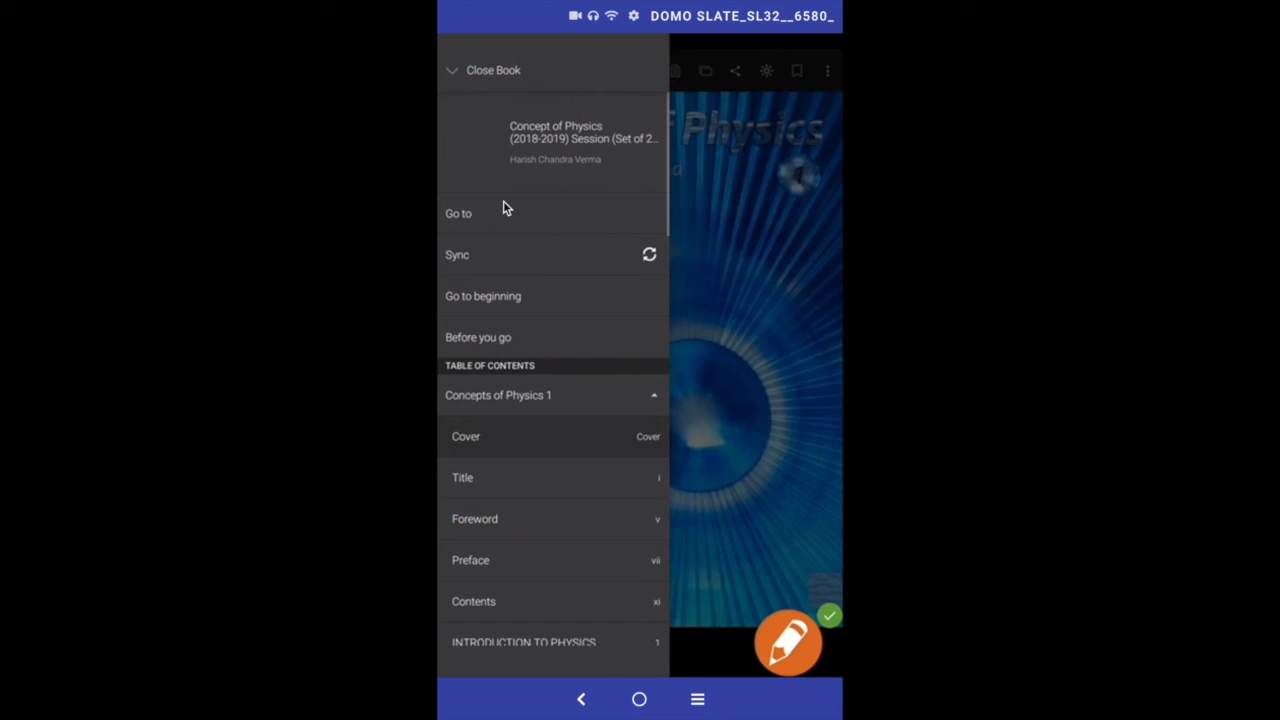 DOMO SLATE_SL32__6580_
Close Book
Concept of Physics
(2018-2019) Session (Set of 2...
Harish Chandra Verma
Go to
Sync
Go to beginning
Before you go
TABLE OF CONTENTS
Concepts of Physics 1
Cover Cover
Title i
Foreword v
Preface vii
Contents xi
INTRODUCTION TO PHYSICS 1
f Physics
a
1